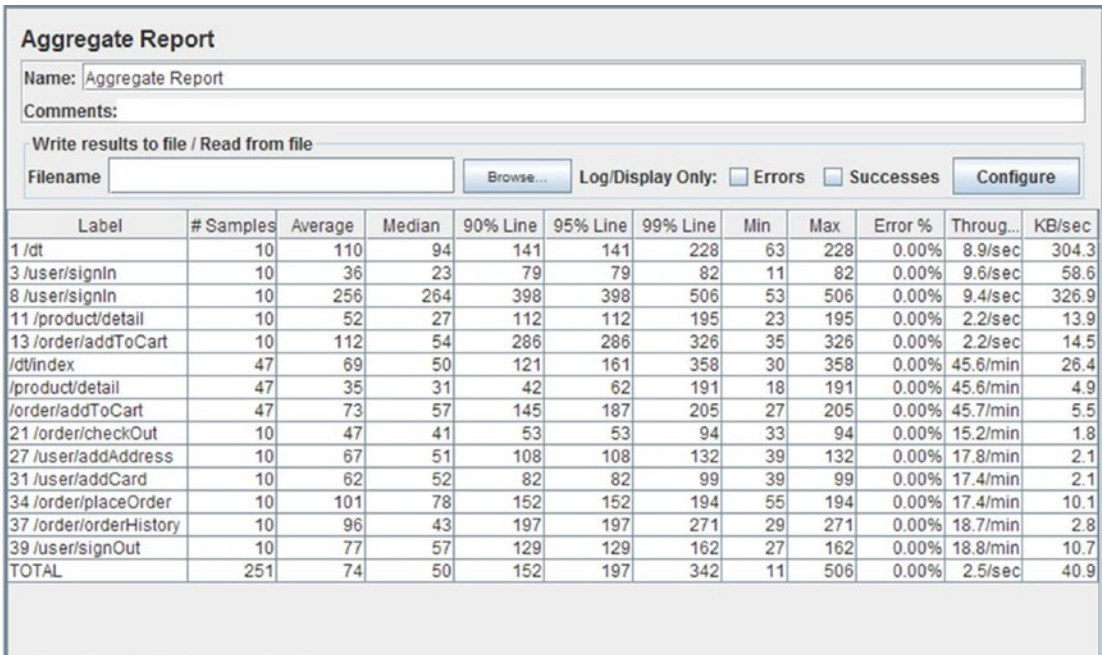 Aggregate Report
Name: Aggregate Report
Comments:
Write results to file / Read from file
Filename Browse... Log/Display Only: Errors Successes Configure
Label # Samples Average Median 90% Line 95% Line 99% Line Min Max Error % Throug... KB/sec
1 /dt 10 110 94 141 141 228 63 228 0.00% 8.9/sec 304.3
3 /user/signIn 10 36 23 79 79 82 11 82 0.00% 9.6/sec 58.6
8 /user/signIn 10 256 264 398 398 506 53 506 0.00% 9.4/sec 326.9
11 /product/detail 10 52 27 112 112 195 23 195 0.00% 2.2/sec 13.9
13 /order/addToCart 10 112 54 286 286 326 35 326 0.00% 2.2/sec 14.5
/dt/index 47 69 50 121 161 358 30 358 0.00% 45.6/min 26.4
/product/detail 47 35 31 42 62 191 18 191 0.00% 45.6/min 4.9
/order/addToCart 47 73 57 145 187 205 27 205 0.00% 45.7/min 5.5
21 /order/checkOut 10 47 41 53 53 94 33 94 0.00% 15.2/min 1.8
27 /user/addAddress 10 67 51 108 108 132 39 132 0.00% 17.8/min 2.1
31 /user/addCard 10 62 52 82 82 99 39 99 0.00% 17.4/min 2.1
34 /order/placeOrder 10 101 78 152 152 194 55 194 0.00% 17.4/min 10.1
37 /order/orderHistory 10 96 43 197 197 271 29 271 0.00% 18.7/min 2.8
39 /user/signOut 10 77 57 129 129 162 27 162 0.00% 18.8/min 10.7
TOTAL 251 74 50 152 197 342 11 506 0.00% 2.5/sec 40.9